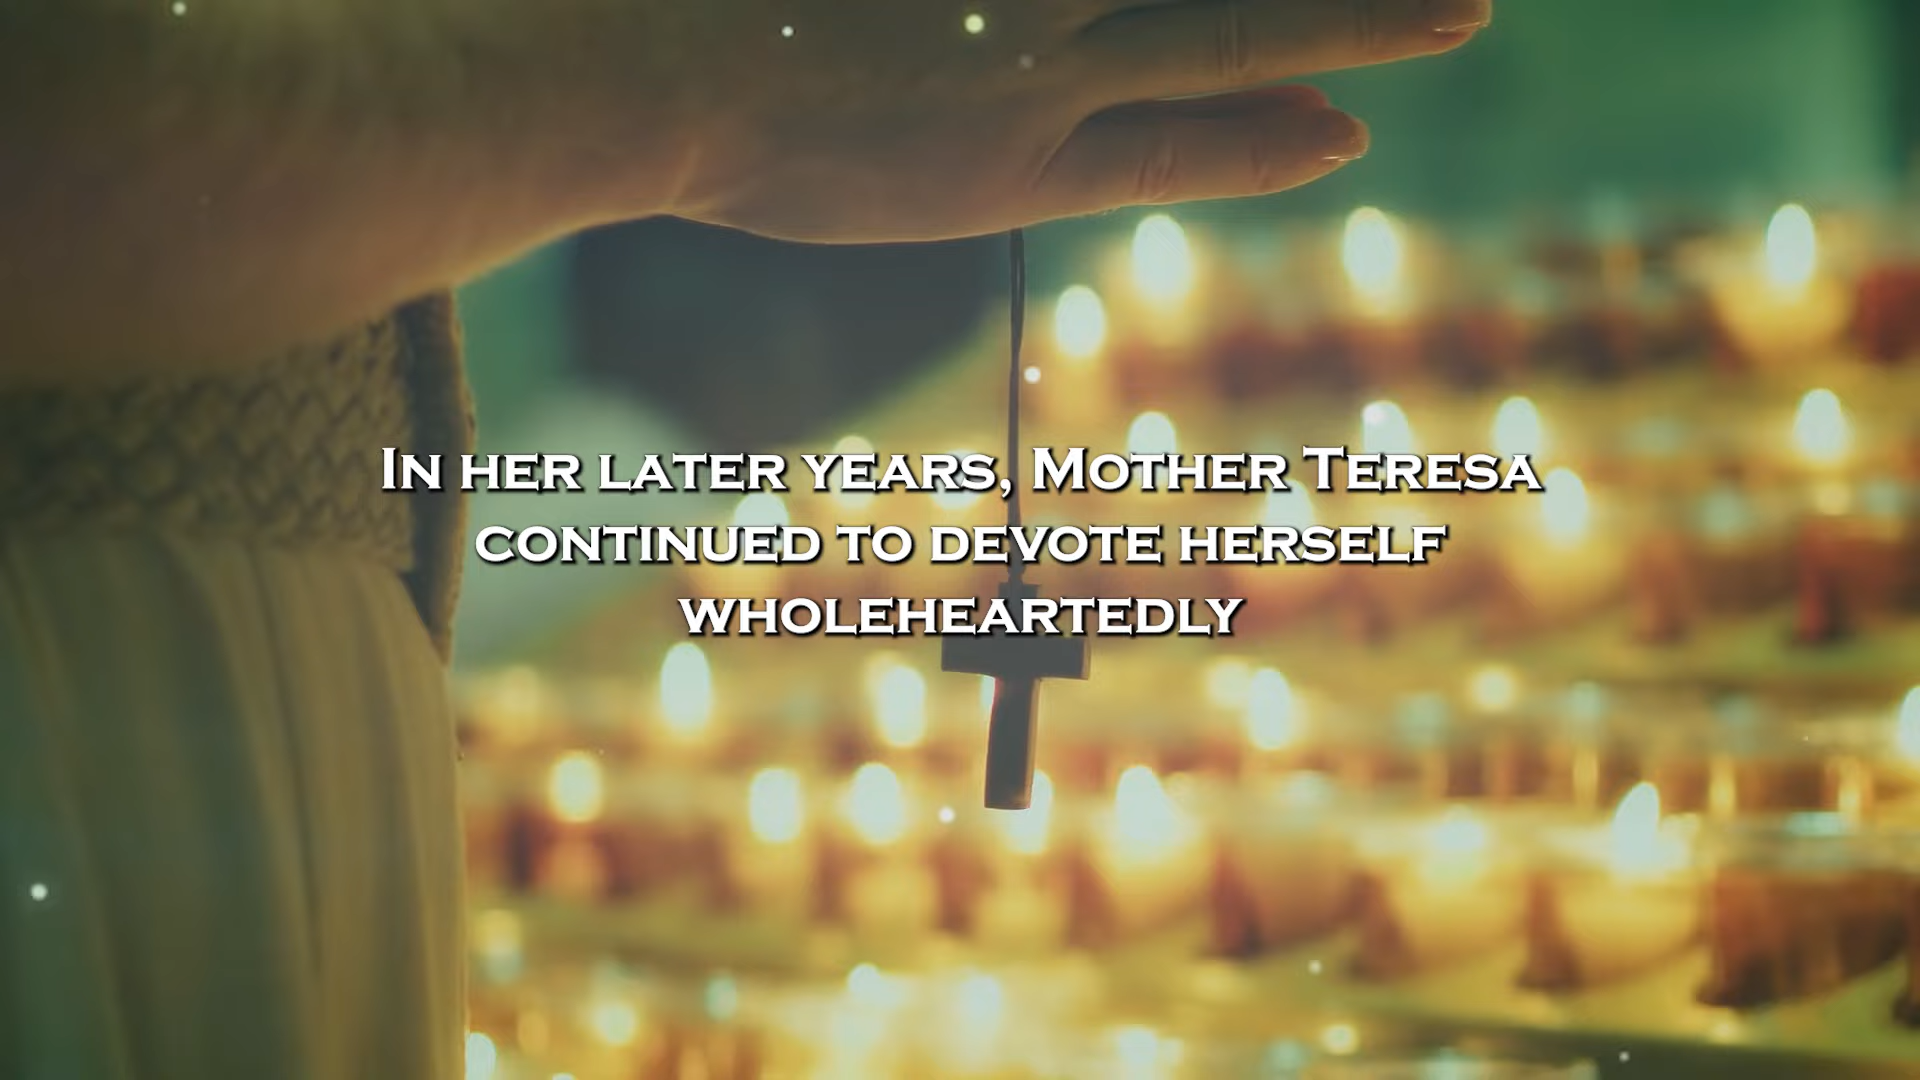 In her later years, Mother Teresa
continued to devote herself
wholeheartedly